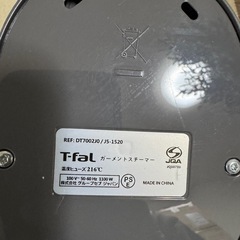 REF: DT7002J0 / JS-1520
T-faL ガーメントスチーマー
温度ヒューズ 216℃
100 V~ 50-60 Hz 1100 W
株式会社 グループセブ ジャパン
PS E
JQA
MADE IN CHINA